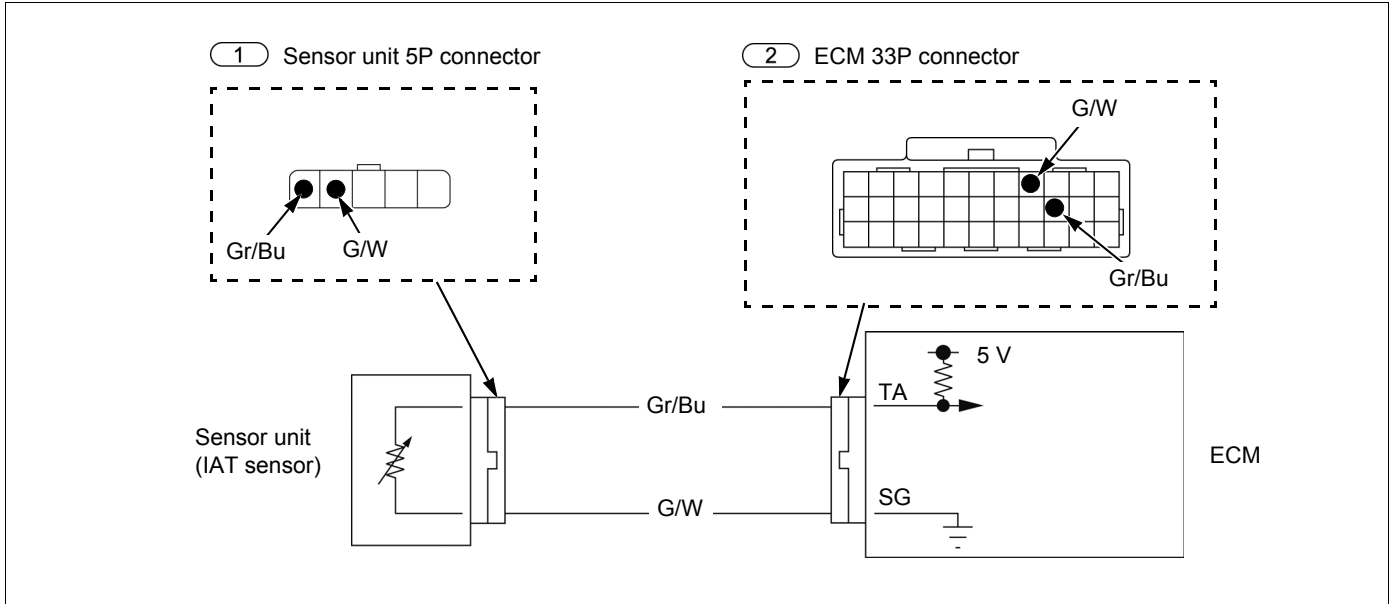 1 Sensor unit 5P connector
2 ECM 33P connector
G/W
Gr/Bu
G/W
Gr/Bu
5 V
TA
Gr/Bu
Sensor unit
(IAT sensor)
ECM
SG
G/W